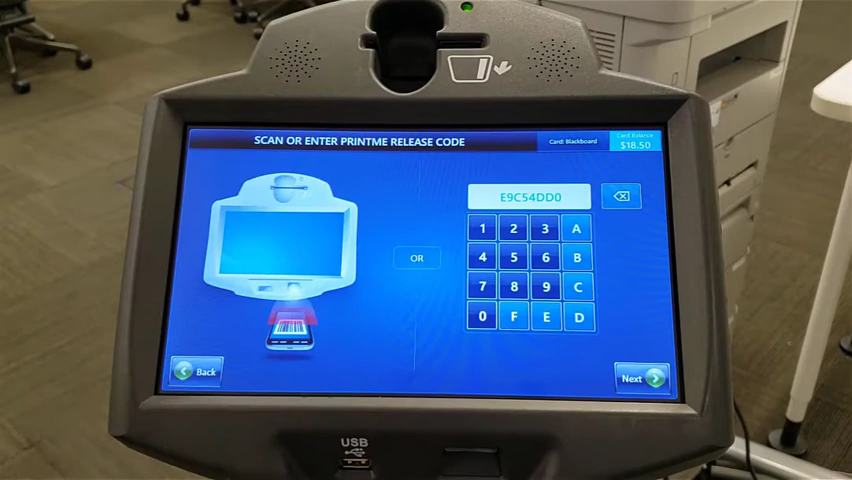 SCAN OR ENTER PRINTME RELEASE CODE
Card: Blackboard
Card Balance
$18.50
E9C54DD0
1 2 3 A
4 5 6 B
7 8 9 C
0 F E D
OR
Back
Next
USB